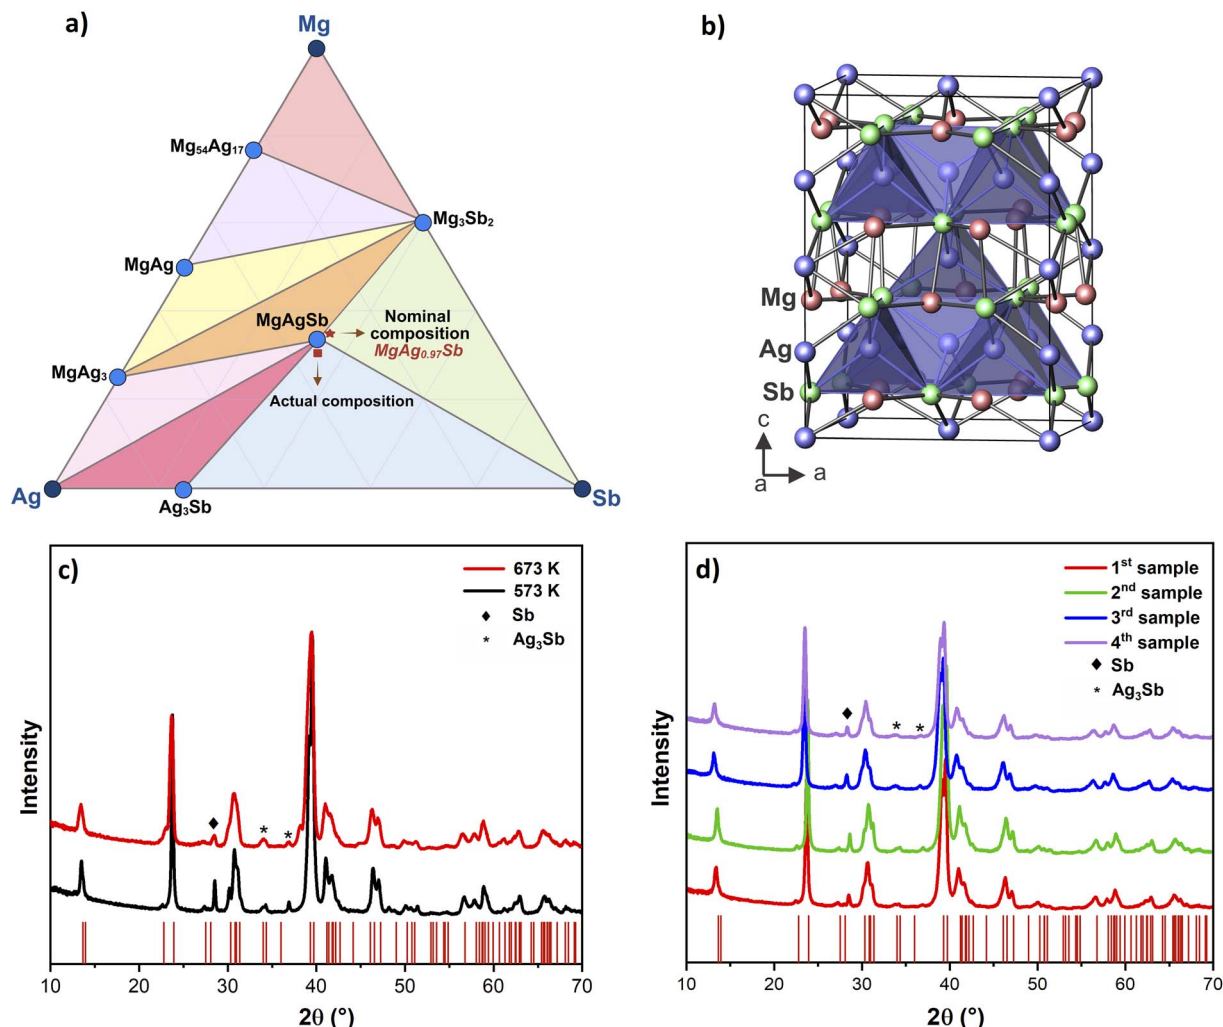 a)
Mg
Mg₅₄Ag₁₇
Mg₃Sb₂
MgAg
MgAgSb
Nominal
composition
MgAg₀.₉₇Sb
MgAg₃
Actual composition
Ag
Ag₃Sb
Sb
b)
Mg
Ag
Sb
c
a
a
c)
673 K
573 K
Sb
Ag₃Sb
Intensity
10 20 30 40 50 60 70
2θ (°)
d)
1ˢᵗ sample
2ⁿᵈ sample
3ʳᵈ sample
4ᵗʰ sample
Sb
Ag₃Sb
Intensity
10 20 30 40 50 60 70
2θ (°)